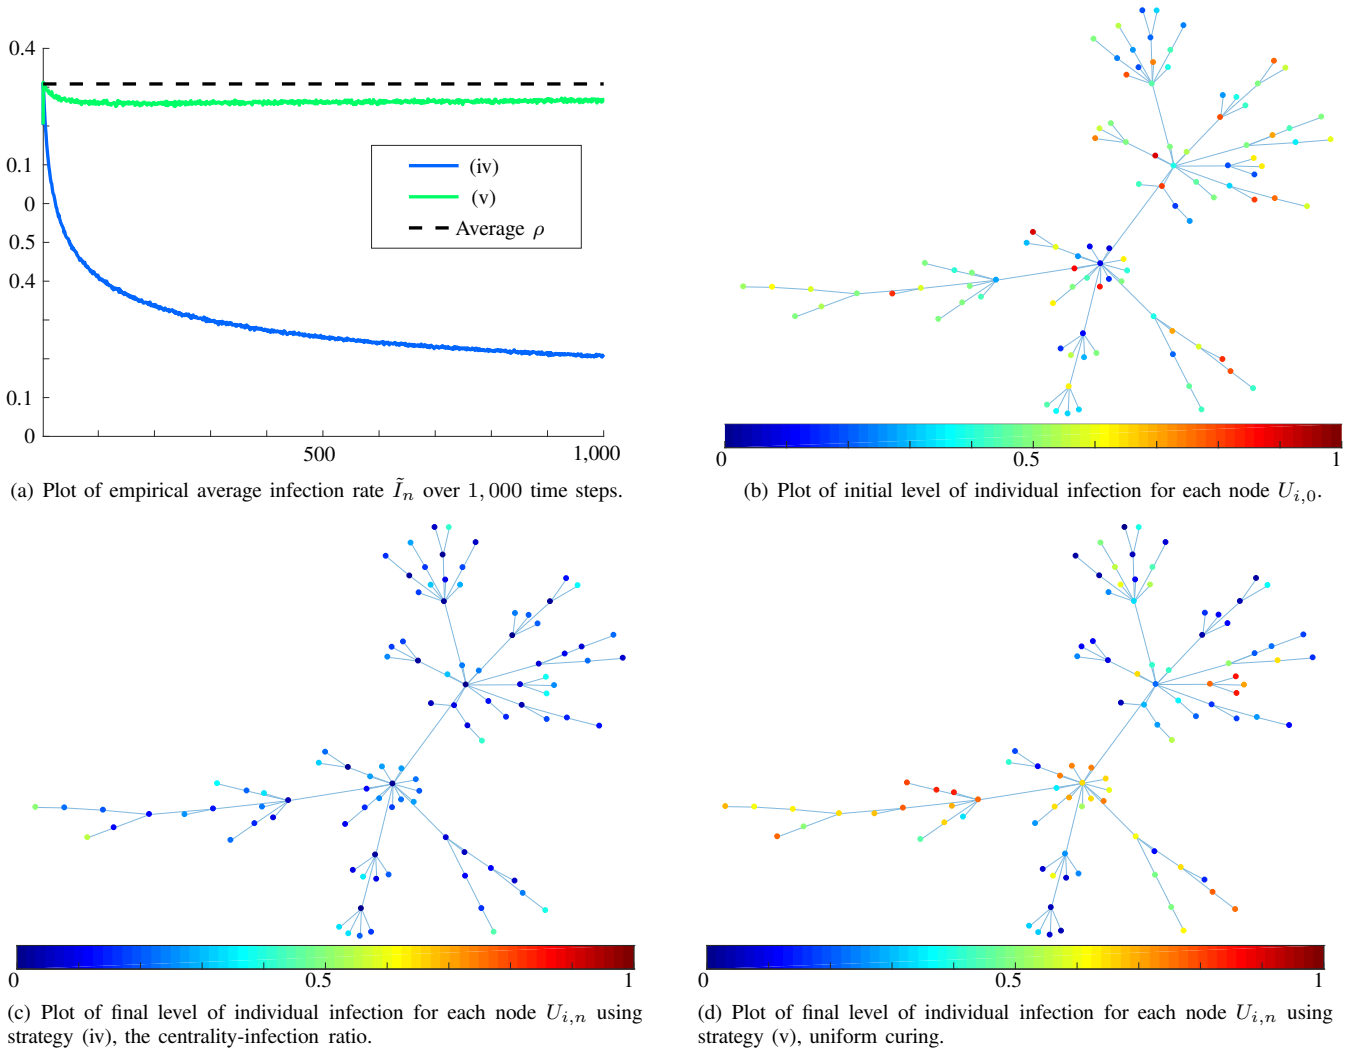 0.4
0.1
0
0.5
0.4
0.1
0
500
1,000
(iv)
(v)
Average ρ
(a) Plot of empirical average infection rate Ĩₙ over 1,000 time steps.
0
0.5
1
(b) Plot of initial level of individual infection for each node Uᵢ,₀.
0
0.5
1
(c) Plot of final level of individual infection for each node Uᵢ,ₙ using
strategy (iv), the centrality-infection ratio.
0
0.5
1
(d) Plot of final level of individual infection for each node Uᵢ,ₙ using
strategy (v), uniform curing.